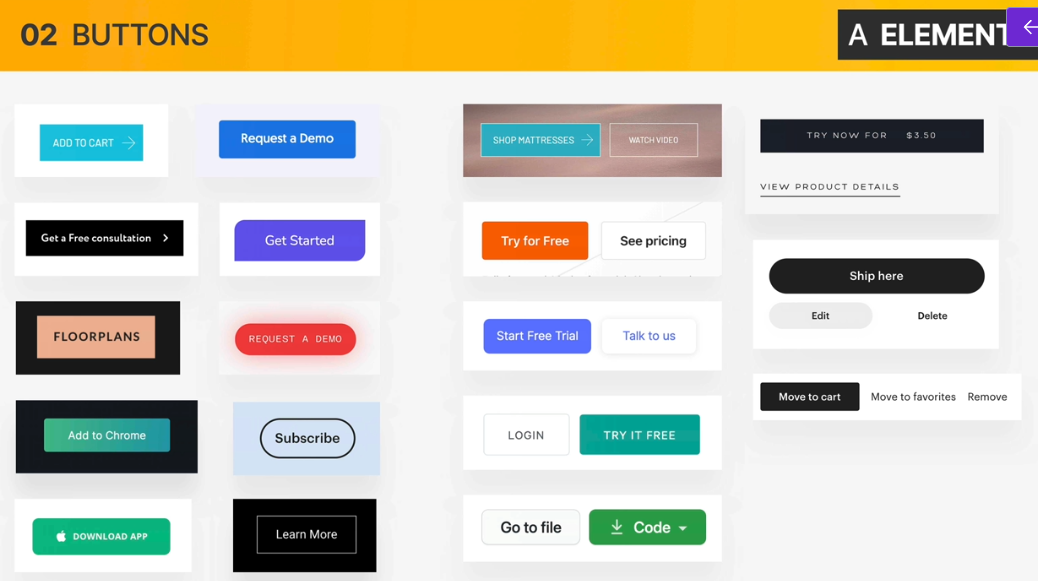 02 BUTTONS
A ELEMENT
ADD TO CART
Request a Demo
Get a Free consultation
Get Started
FLOORPLANS
REQUEST A DEMO
Add to Chrome
Subscribe
DOWNLOAD APP
Learn More
SHOP MATTRESSES WATCH VIDEO
Try for Free See pricing
Start Free Trial Talk to us
LOGIN TRY IT FREE
Go to file Code
TRY NOW FOR $3.50
VIEW PRODUCT DETAILS
Ship here
Edit Delete
Move to cart Move to favorites Remove